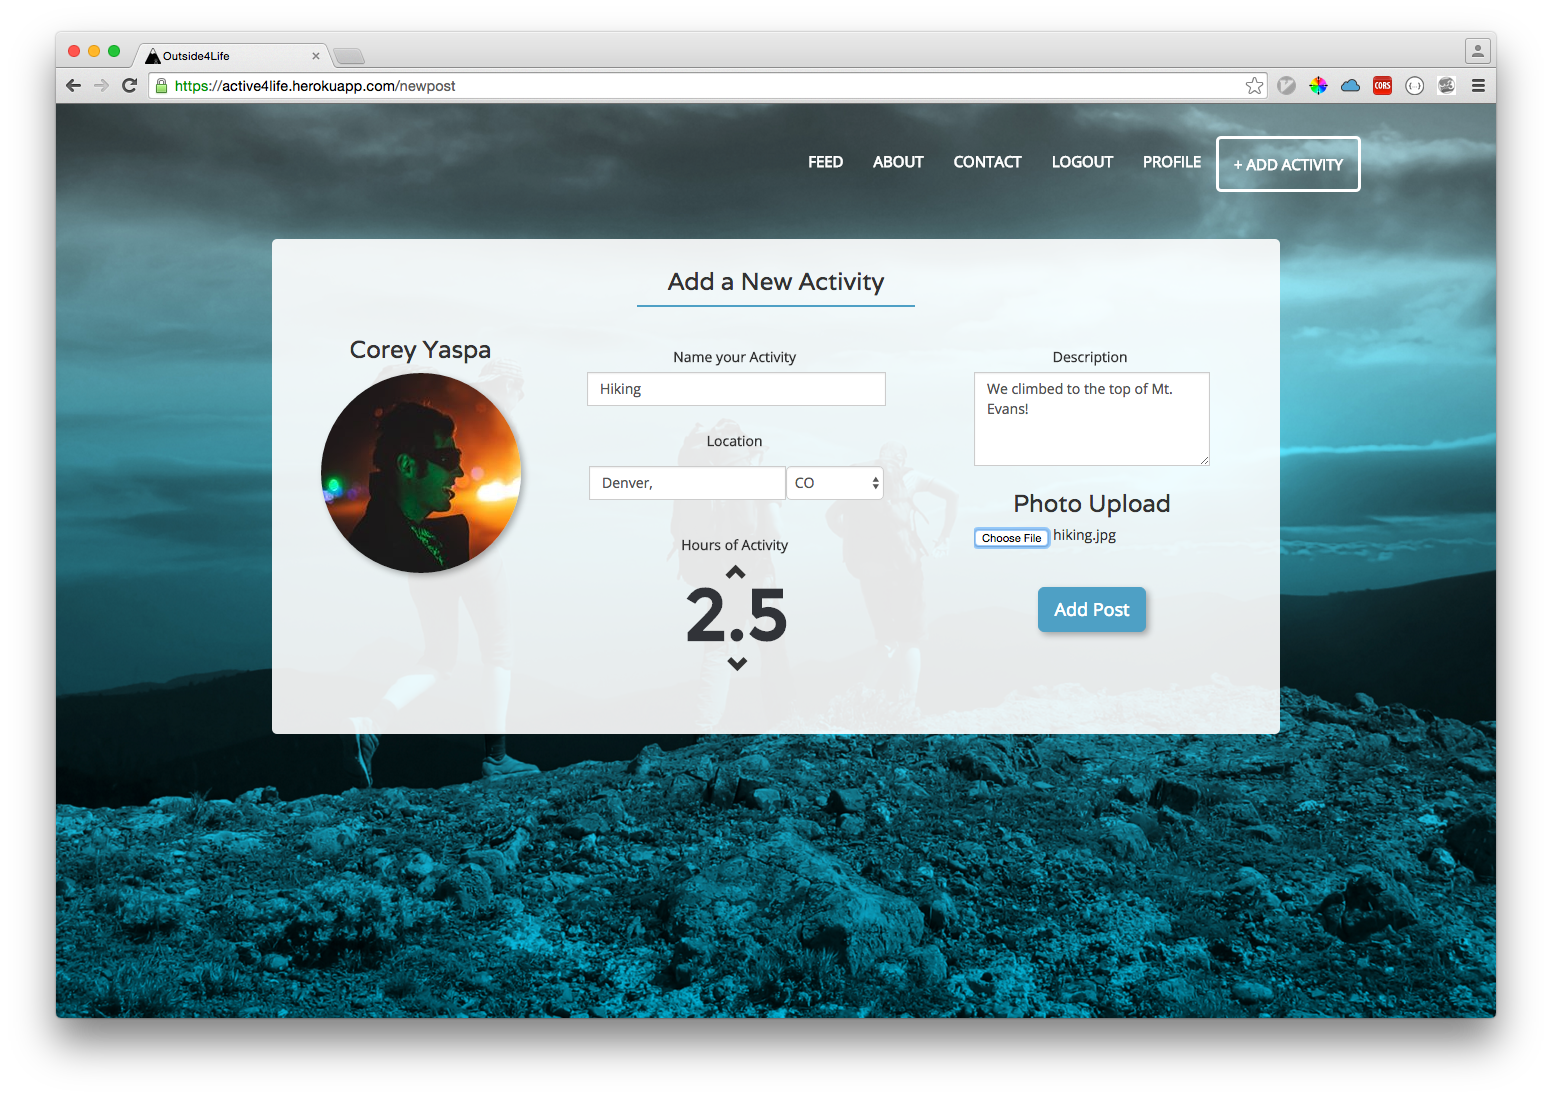 Outside4Life
https://active4life.herokuapp.com/newpost
CORS
FEED ABOUT CONTACT LOGOUT PROFILE + ADD ACTIVITY
Add a New Activity
Corey Yaspa
Name your Activity
Hiking
Location
Denver,
CO
Hours of Activity
2.5
Description
We climbed to the top of Mt.
Evans!
Photo Upload
Choose File hiking.jpg
Add Post